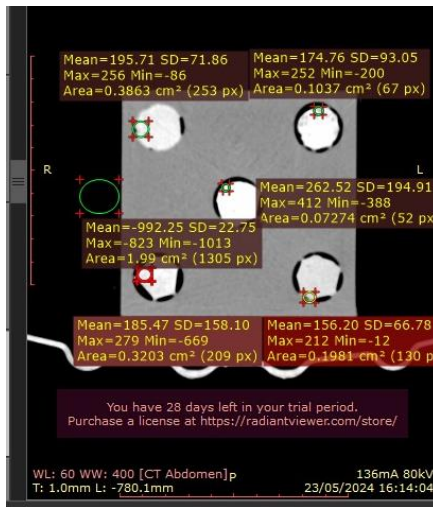 Mean=195.71 SD=71.86
Max=256 Min=-86
Area=0.3863 cm² (253 px)
Mean=174.76 SD=93.05
Max=252 Min=-200
Area=0.1037 cm² (67 px)
R
L
Mean=262.52 SD=194.91
Max=412 Min=-388
Area=0.07274 cm² (52 px
Mean=-992.25 SD=22.75
Max=-823 Min=-1013
Area=1.99 cm² (1305 px)
Mean=185.47 SD=158.10
Max=279 Min=-669
Area=0.3203 cm² (209 px)
Mean=156.20 SD=66.78
Max=212 Min=-12
Area=0.1981 cm² (130 p
You have 28 days left in your trial period.
Purchase a license at https://radiantviewer.com/store/
WL: 60 WW: 400 [CT Abdomen]p
T: 1.0mm L: -780.1mm
136mA 80kV
23/05/2024 16:14:04